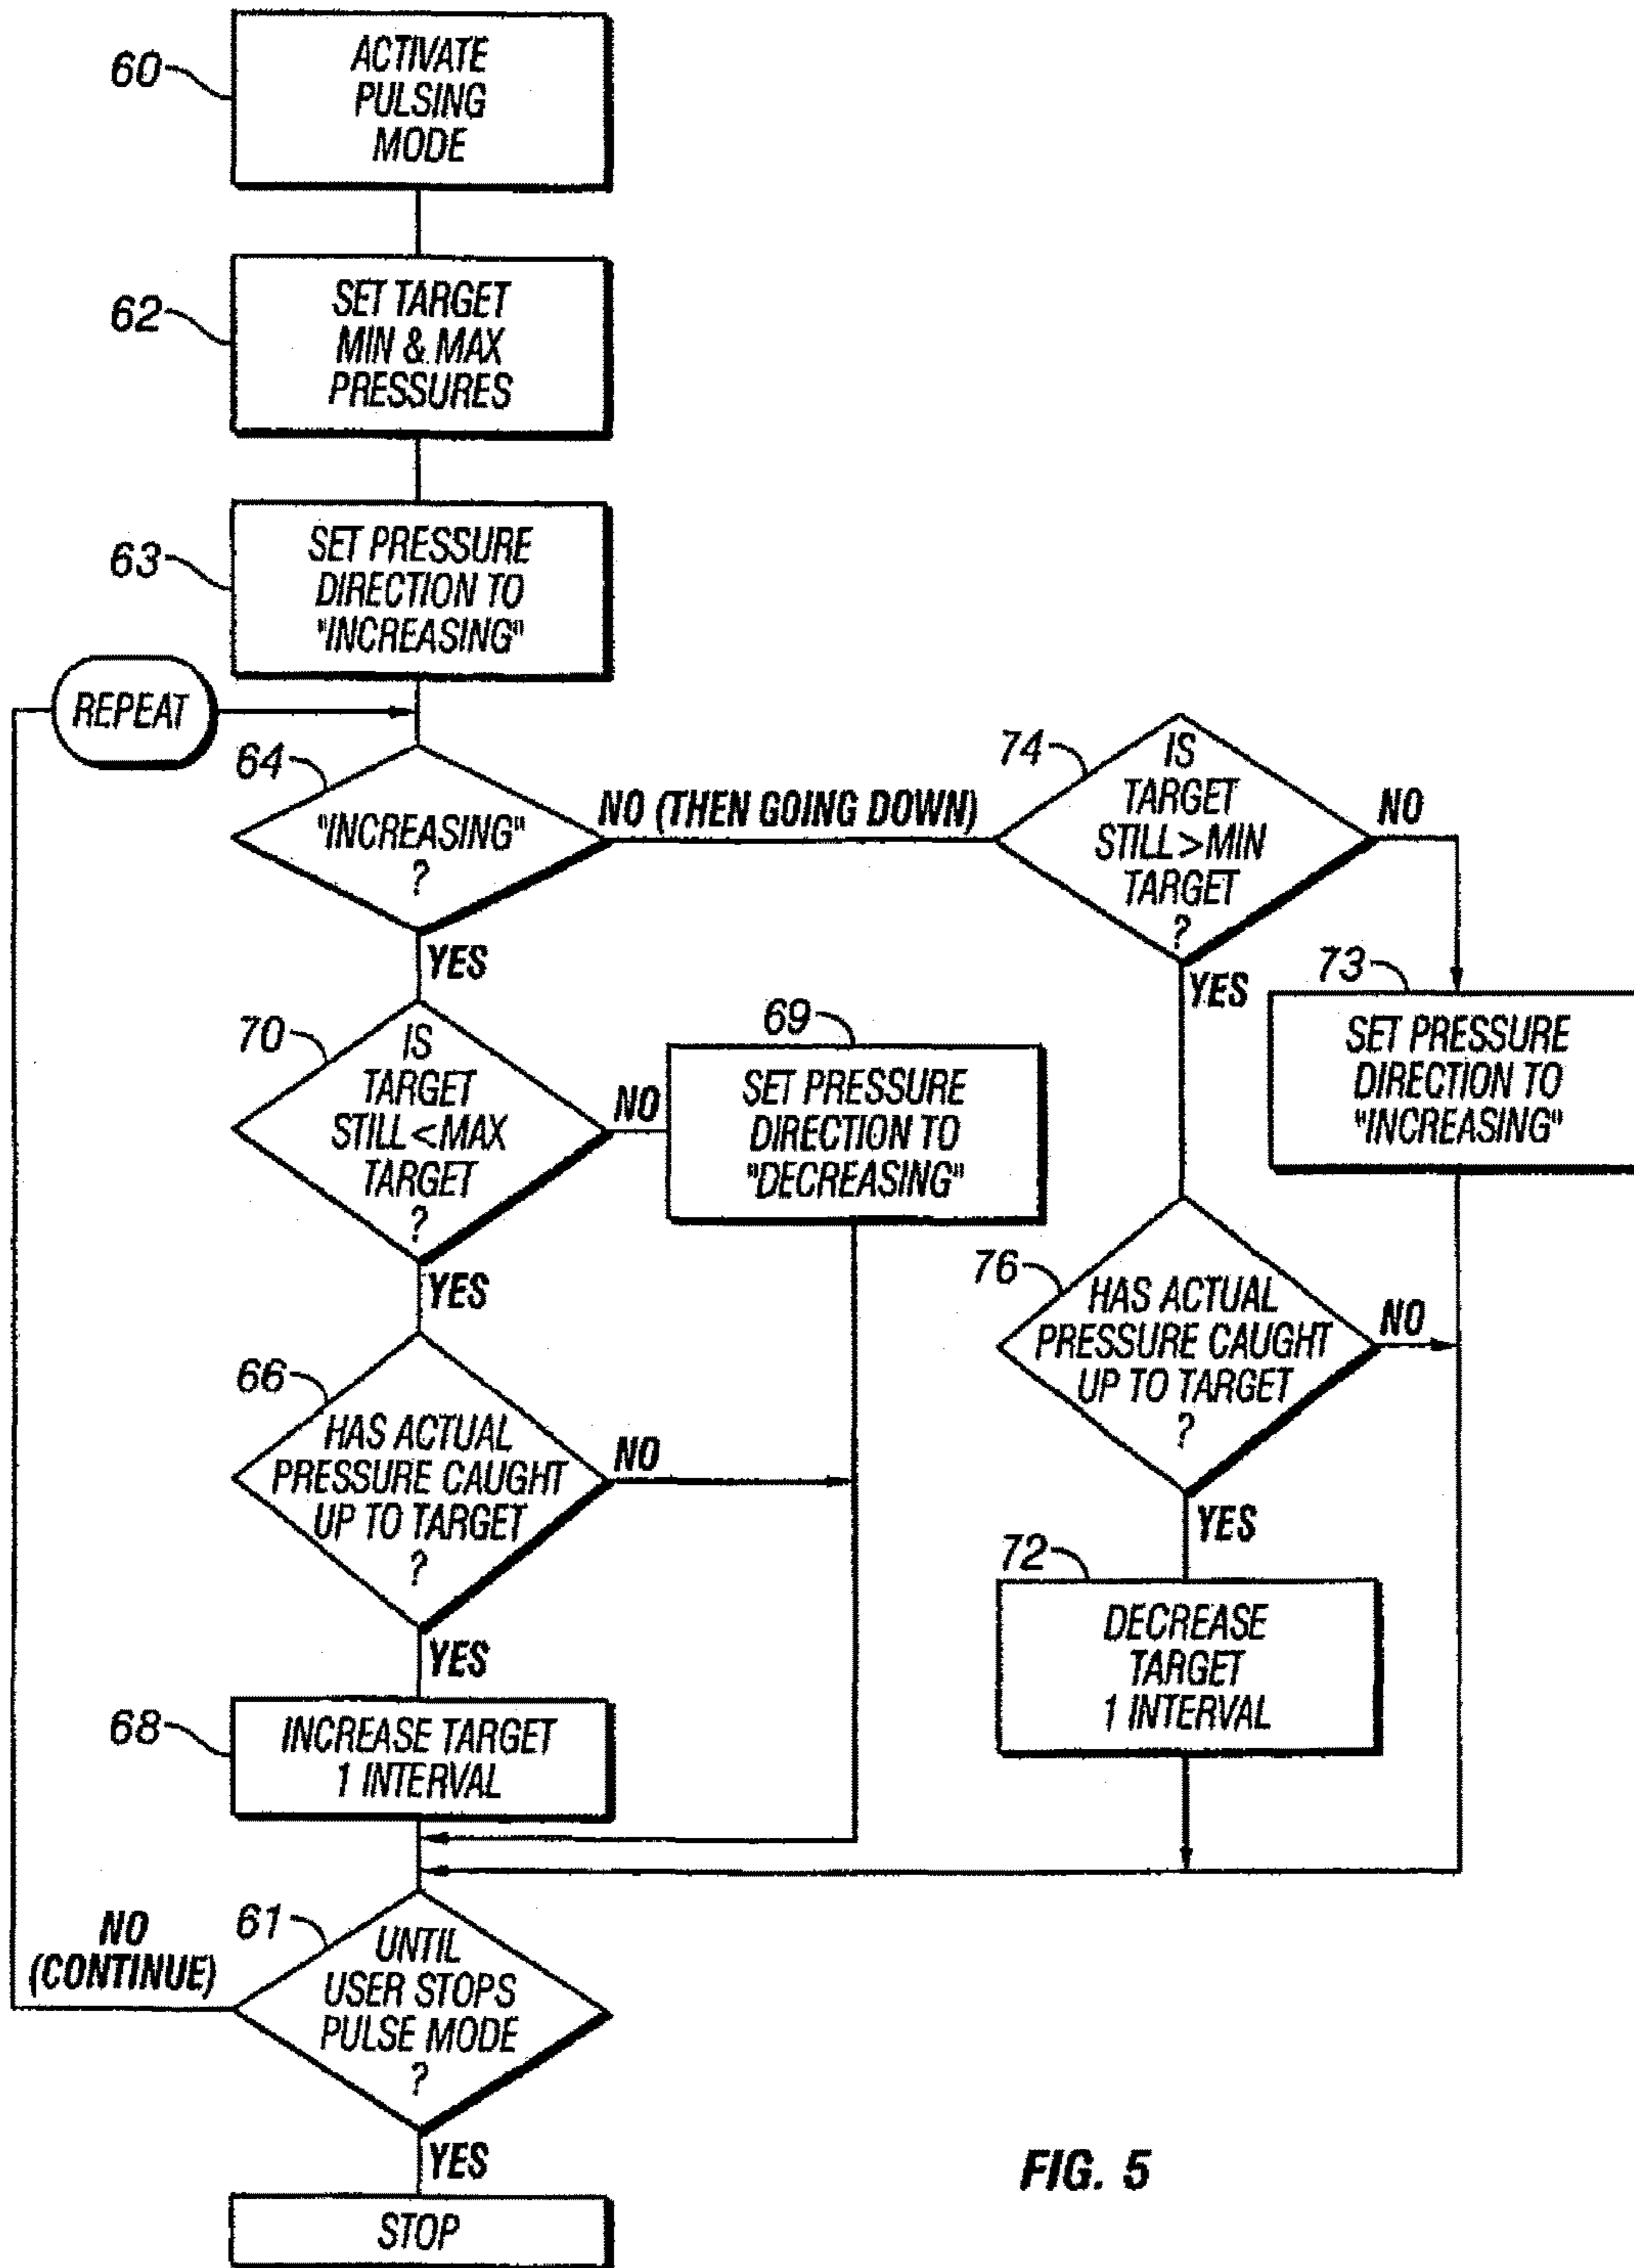 60
ACTIVATE
PULSING
MODE
62
SET TARGET
MIN & MAX
PRESSURES
63
SET PRESSURE
DIRECTION TO
"INCREASING"
REPEAT
64
"INCREASING"
?
NO (THEN GOING DOWN)
YES
74
IS
TARGET
STILL>MIN
TARGET
?
NO
YES
73
SET PRESSURE
DIRECTION TO
"INCREASING"
70
IS
TARGET
STILL<MAX
TARGET
?
NO
YES
69
SET PRESSURE
DIRECTION TO
"DECREASING"
76
HAS ACTUAL
PRESSURE CAUGHT
UP TO TARGET
?
NO
YES
66
HAS ACTUAL
PRESSURE CAUGHT
UP TO TARGET
?
NO
YES
72
DECREASE
TARGET
1 INTERVAL
68
INCREASE TARGET
1 INTERVAL
61
UNTIL
USER STOPS
PULSE MODE
?
NO
(CONTINUE)
YES
STOP
FIG. 5